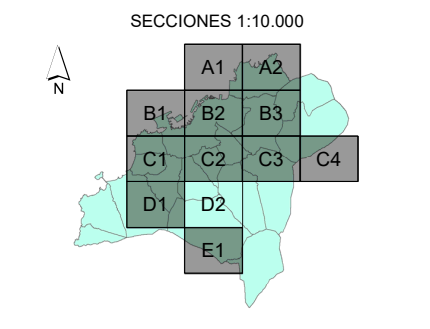 SECCIONES 1:10.000
N
A1 A2
B1 B2 B3
C1 C2 C3 C4
D1 D2
E1